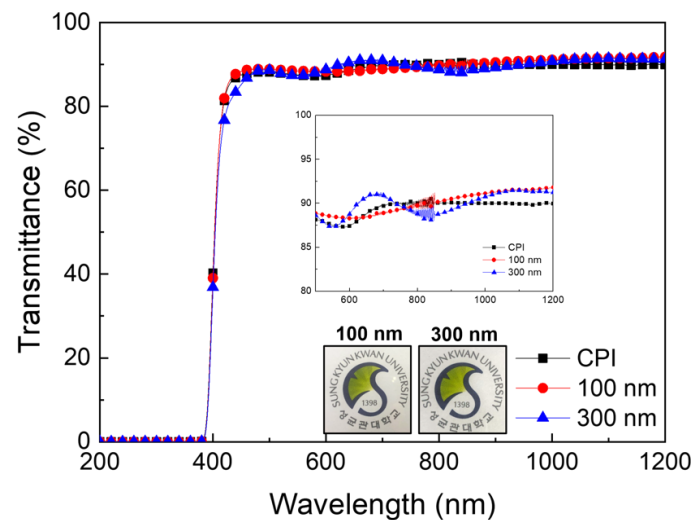 Transmittance (%)
100
80
60
40
20
0
200
400
600
800
1000
1200
Wavelength (nm)
100
95
90
85
80
600
800
1000
1200
CPI
100 nm
300 nm
100 nm
300 nm
SUNGKYUNKWAN UNIVERSITY
1398
성균관대학교
SUNGKYUNKWAN UNIVERSITY
1398
성균관대학교
CPI
100 nm
300 nm